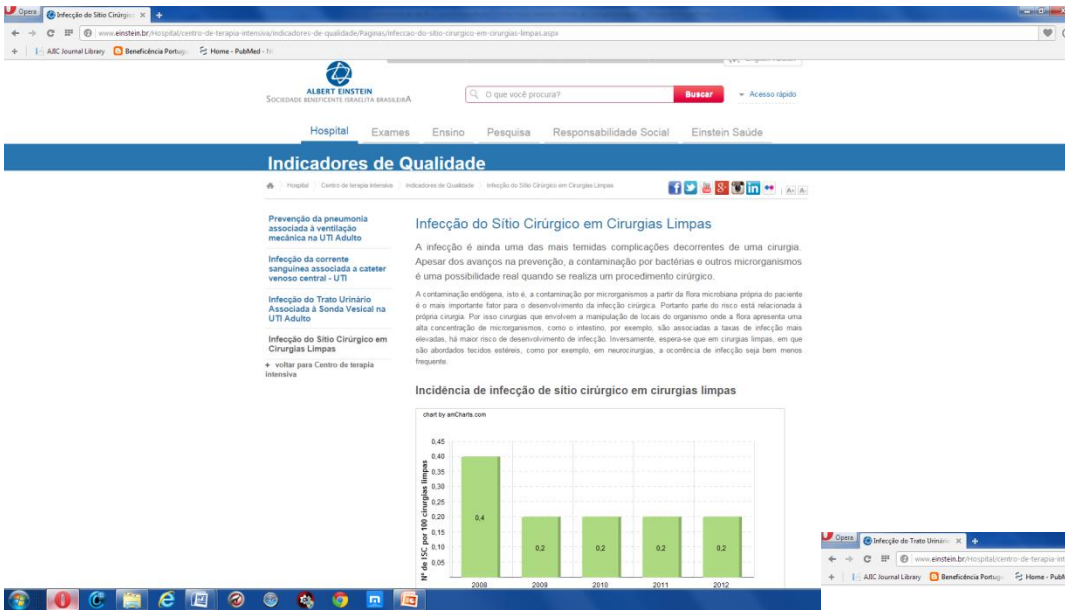 Opera
Infecção do Sítio Cirúrgic
www.einstein.br/Hospital/centro-de-terapia-intensiva/indicadores-de-qualidade/Paginas/infeccao-do-sitio-cirurgico-em-cirurgias-limpas.aspx
AJIC Journal Library Beneficência Portug Home - PubMed - N
ALBERT EINSTEIN
SOCIEDADE BENEFICENTE ISRAELITA BRASILEIRA
O que você procura?
Buscar
Acesso rápido
Hospital Exames Ensino Pesquisa Responsabilidade Social Einstein Saúde
Indicadores de Qualidade
Hospital Centro de terapia intensiva Indicadores de Qualidade Infecção do Sítio Cirúrgico em Cirurgias Limpas
A+ A-
Prevenção da pneumonia
associada à ventilação
mecânica na UTI Adulto
Infecção da corrente
sanguínea associada a cateter
venoso central - UTI
Infecção do Trato Urinário
Associada à Sonda Vesical na
UTI Adulto
Infecção do Sítio Cirúrgico em
Cirurgias Limpas
+ voltar para Centro de terapia
Intensiva
Infecção do Sítio Cirúrgico em Cirurgias Limpas
A infecção é ainda uma das mais temidas complicações decorrentes de uma cirurgia.
Apesar dos avanços na prevenção, a contaminação por bactérias e outros microrganismos
é uma possibilidade real quando se realiza um procedimento cirúrgico.
A contaminação endógena, isto é, a contaminação por microrganismos a partir da flora microbiana própria do paciente
é o mais importante fator para o desenvolvimento da infecção cirúrgica. Portanto parte do risco está relacionada à
própria cirurgia. Por isso cirurgias que envolvem a manipulação de locais do organismo onde a flora apresenta uma
alta concentração de microrganismos, como o intestino, por exemplo, são associadas a taxas de infecção mais
elevadas, há maior risco de desenvolvimento de infecção. Inversamente, espera-se que em cirurgias limpas, em que
são abordados tecidos estéreis, como por exemplo, em neurocirurgias, a ocorrência de infecção seja bem menos
frequente.
Incidência de infecção de sítio cirúrgico em cirurgias limpas
chart by amCharts.com
Nº de ISC por 100 cirurgias limpas
0,45
0,40
0,35
0,30
0,25
0,20
0,15
0,10
0,05
0,4 0,2 0,2 0,2 0,2
2008 2009 2010 2011 2012
Opera
Infecção do Trato Urinári
www.einstein.br/Hospital/centro-de-terapia-int
AJIC Journal Library Beneficência Portug Home - PubM